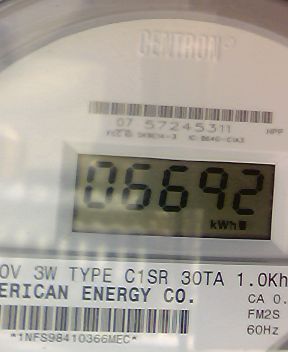 CENTRON®
07 57245311
HPP
06692
kWh
0V 3W TYPE C1SR 30TA 1.0Kh
ERICAN ENERGY CO.
CA 0.
FM2S
60Hz
*1NFS98410366MEC*